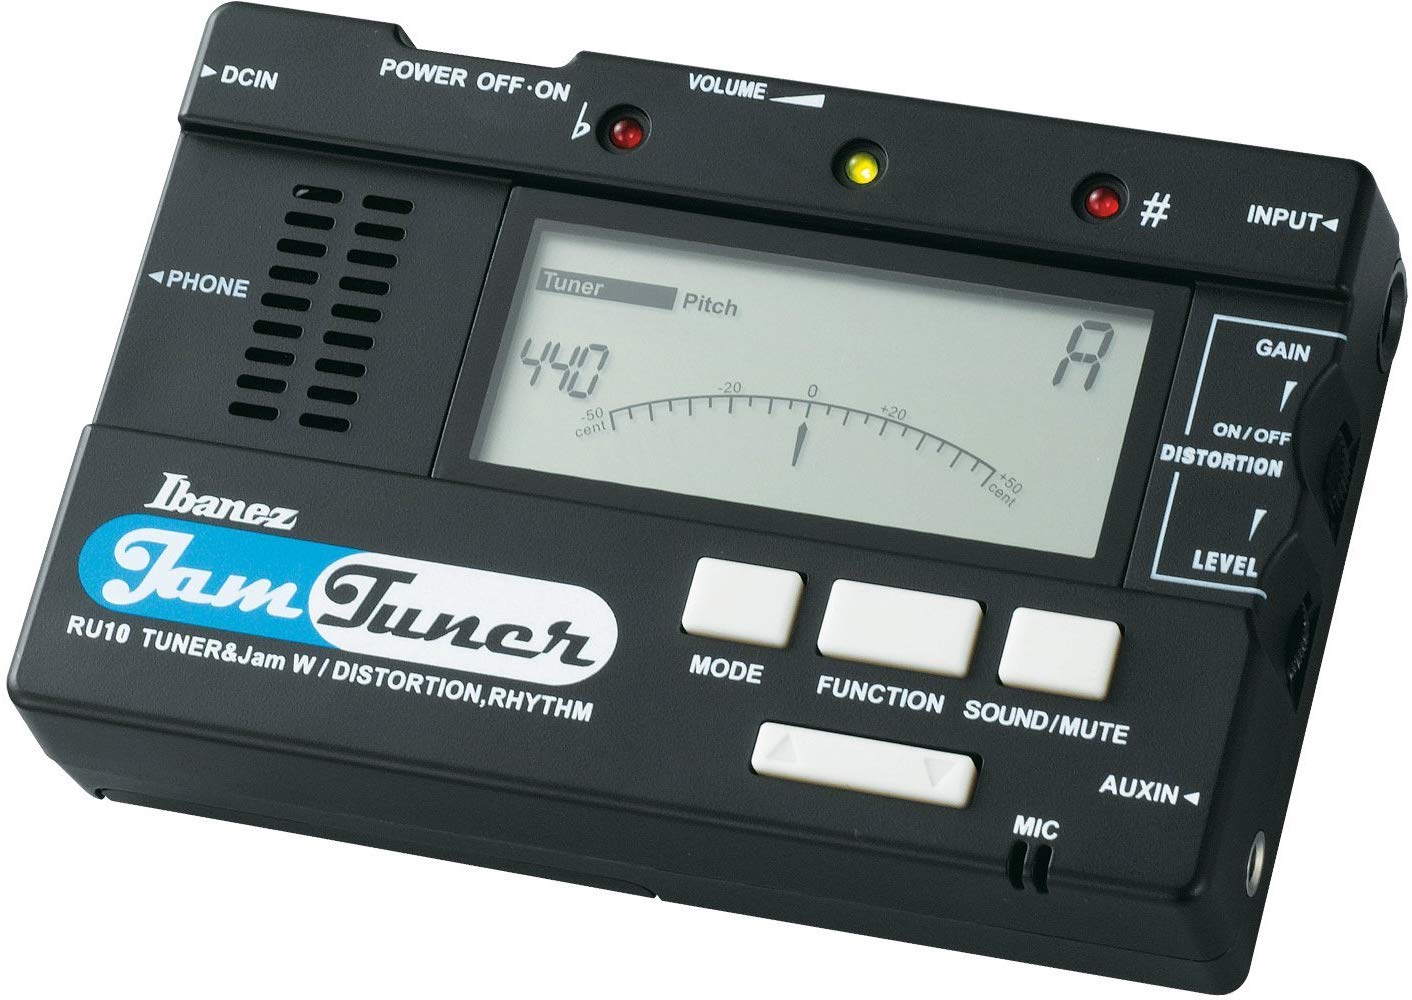 DCIN
POWER OFF·ON
VOLUME
♭
#
INPUT
PHONE
Tuner Pitch
440
A
-50 -20 0 +20 +50
cent
cent
GAIN
ON/OFF
DISTORTION
LEVEL
Ibanez
Jam Tuner
RU10 TUNER&Jam W/DISTORTION,RHYTHM
MODE
FUNCTION
SOUND/MUTE
AUXIN
MIC